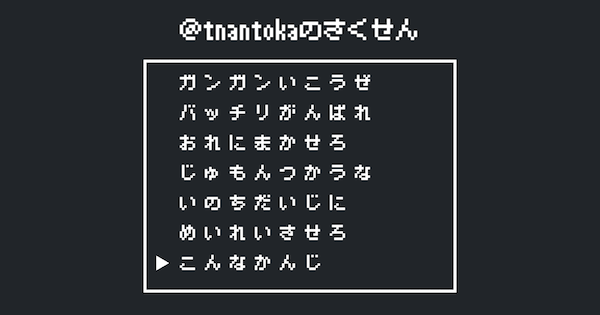 @tnantokaのさくせん
ガンガンいこうぜ
バッチリがんばれ
おれにまかせろ
じゅもんつかうな
いのちだいじに
めいれいさせろ
▶こんなかんじ